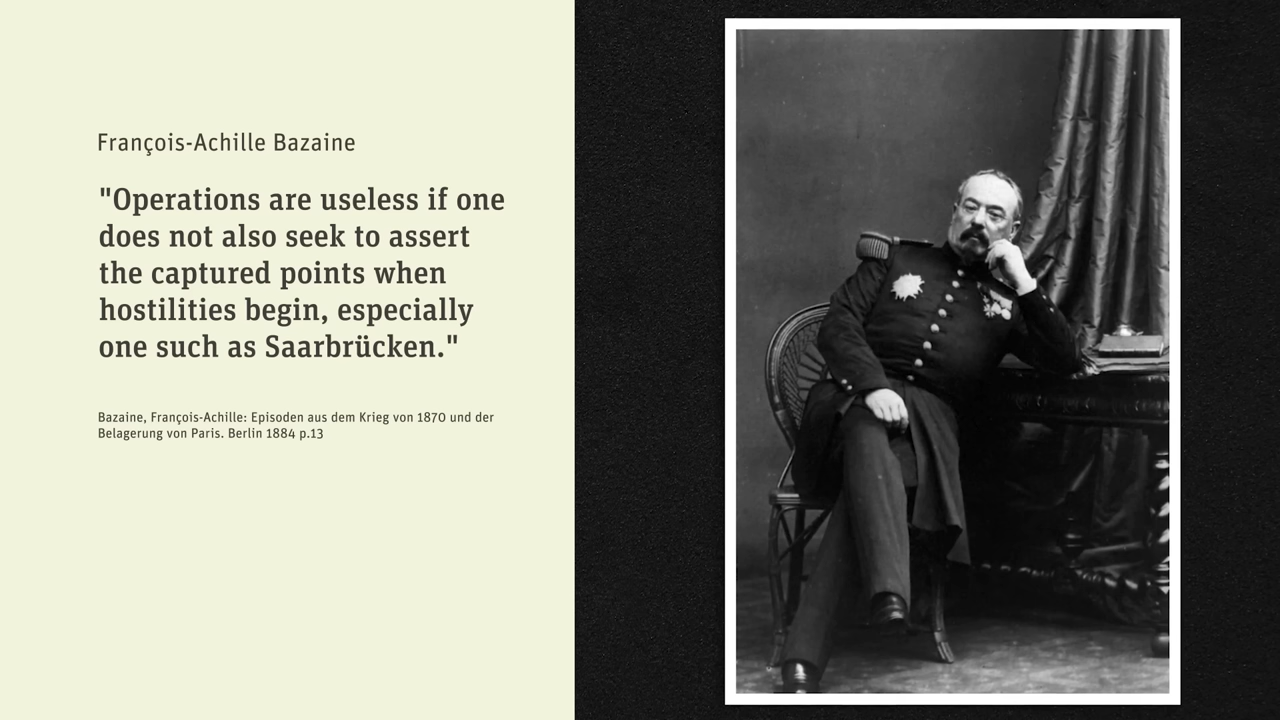 François-Achille Bazaine
"Operations are useless if one
does not also seek to assert
the captured points when
hostilities begin, especially
one such as Saarbrücken."
Bazaine, François-Achille: Episoden aus dem Krieg von 1870 und der
Belagerung von Paris. Berlin 1884 p.13